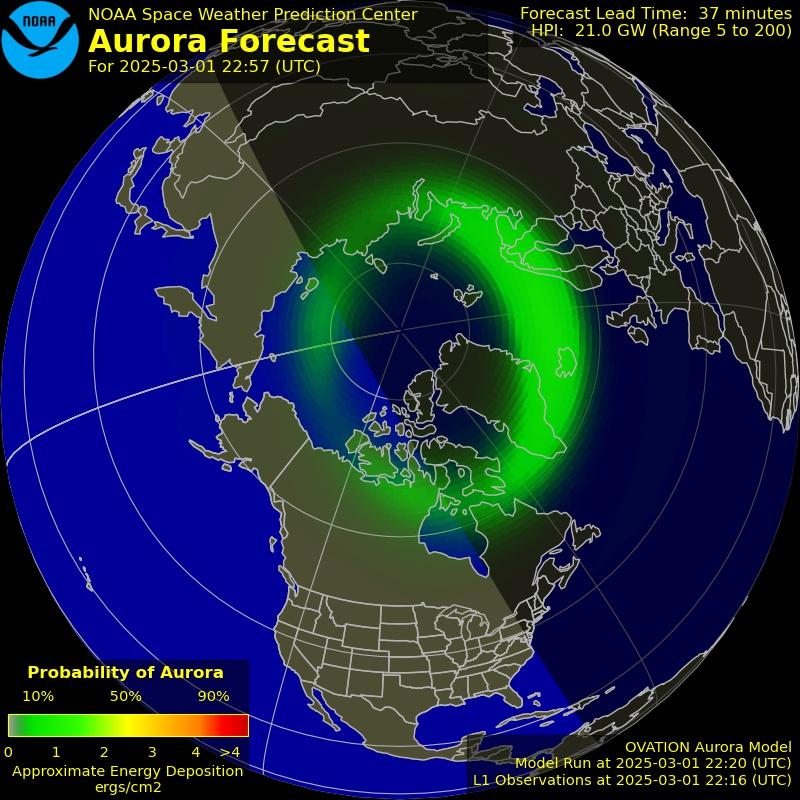 NOAA
NOAA Space Weather Prediction Center
Aurora Forecast
For 2025-03-01 22:57 (UTC)
Forecast Lead Time: 37 minutes
HPI: 21.0 GW (Range 5 to 200)
Probability of Aurora
10% 50% 90%
0 1 2 3 4 >4
Approximate Energy Deposition
ergs/cm2
OVATION Aurora Model
Model Run at 2025-03-01 22:20 (UTC)
L1 Observations at 2025-03-01 22:16 (UTC)